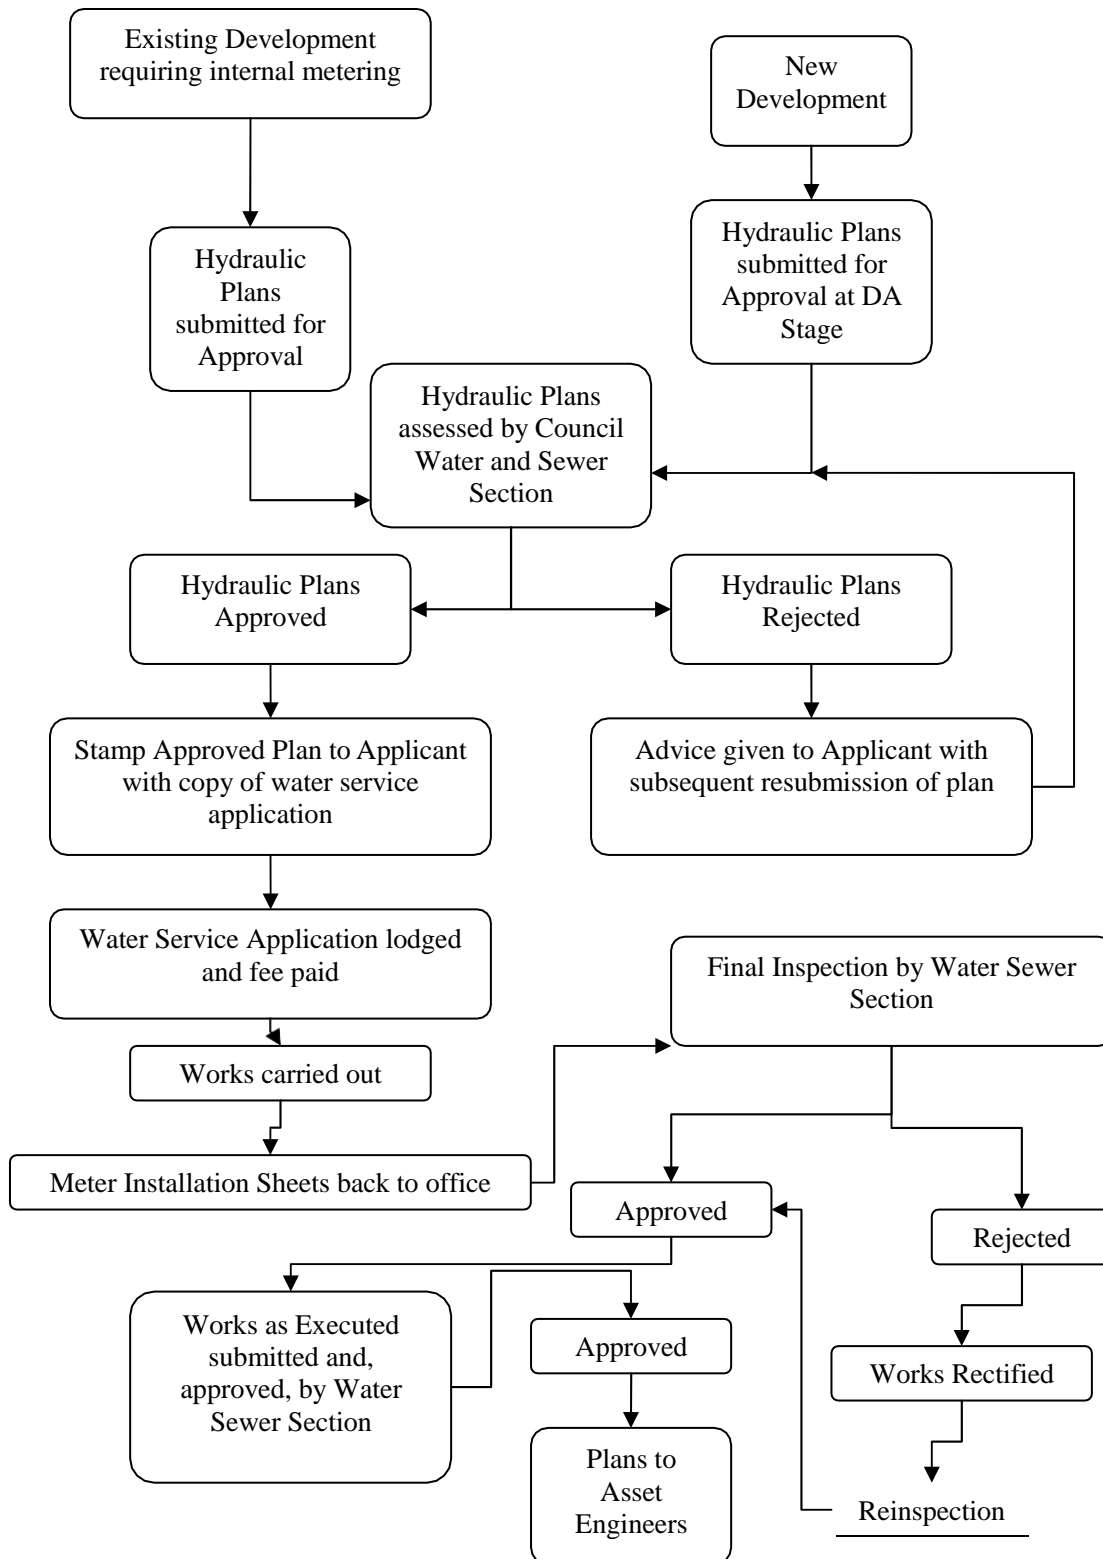 Existing Development
requiring internal metering
New
Development
Hydraulic
Plans
submitted for
Approval
Hydraulic Plans
submitted for
Approval at DA
Stage
Hydraulic Plans
assessed by Council
Water and Sewer
Section
Hydraulic Plans
Approved
Hydraulic Plans
Rejected
Stamp Approved Plan to Applicant
with copy of water service
application
Advice given to Applicant with
subsequent resubmission of plan
Water Service Application lodged
and fee paid
Final Inspection by Water Sewer
Section
Works carried out
Meter Installation Sheets back to office
Approved
Rejected
Works as Executed
submitted and,
approved, by Water
Sewer Section
Approved
Works Rectified
Plans to
Asset
Engineers
Reinspection